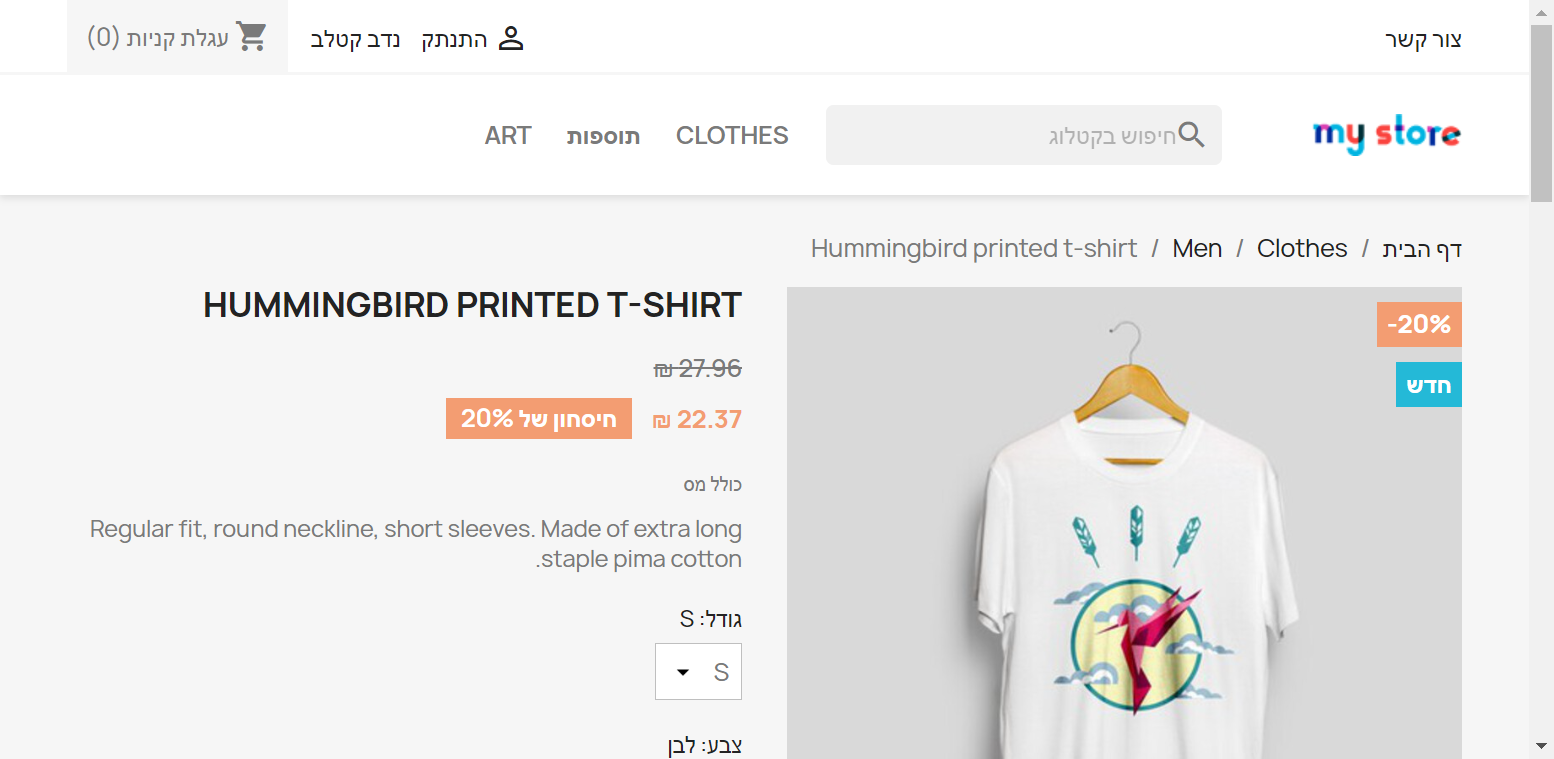 צור קשר
התנתק נדב קטלב
עגלת קניות (0)
my store
חיפוש בקטלוג
CLOTHES תוספות ART
דף הבית / Clothes / Men / Hummingbird printed t-shirt
-20%
חדש
HUMMINGBIRD PRINTED T-SHIRT
27.96 ₪
22.37 ₪ חיסחון של 20%
כולל מס
Regular fit, round neckline, short sleeves. Made of extra long
staple pima cotton.
גודל: S
S
צבע: לבן